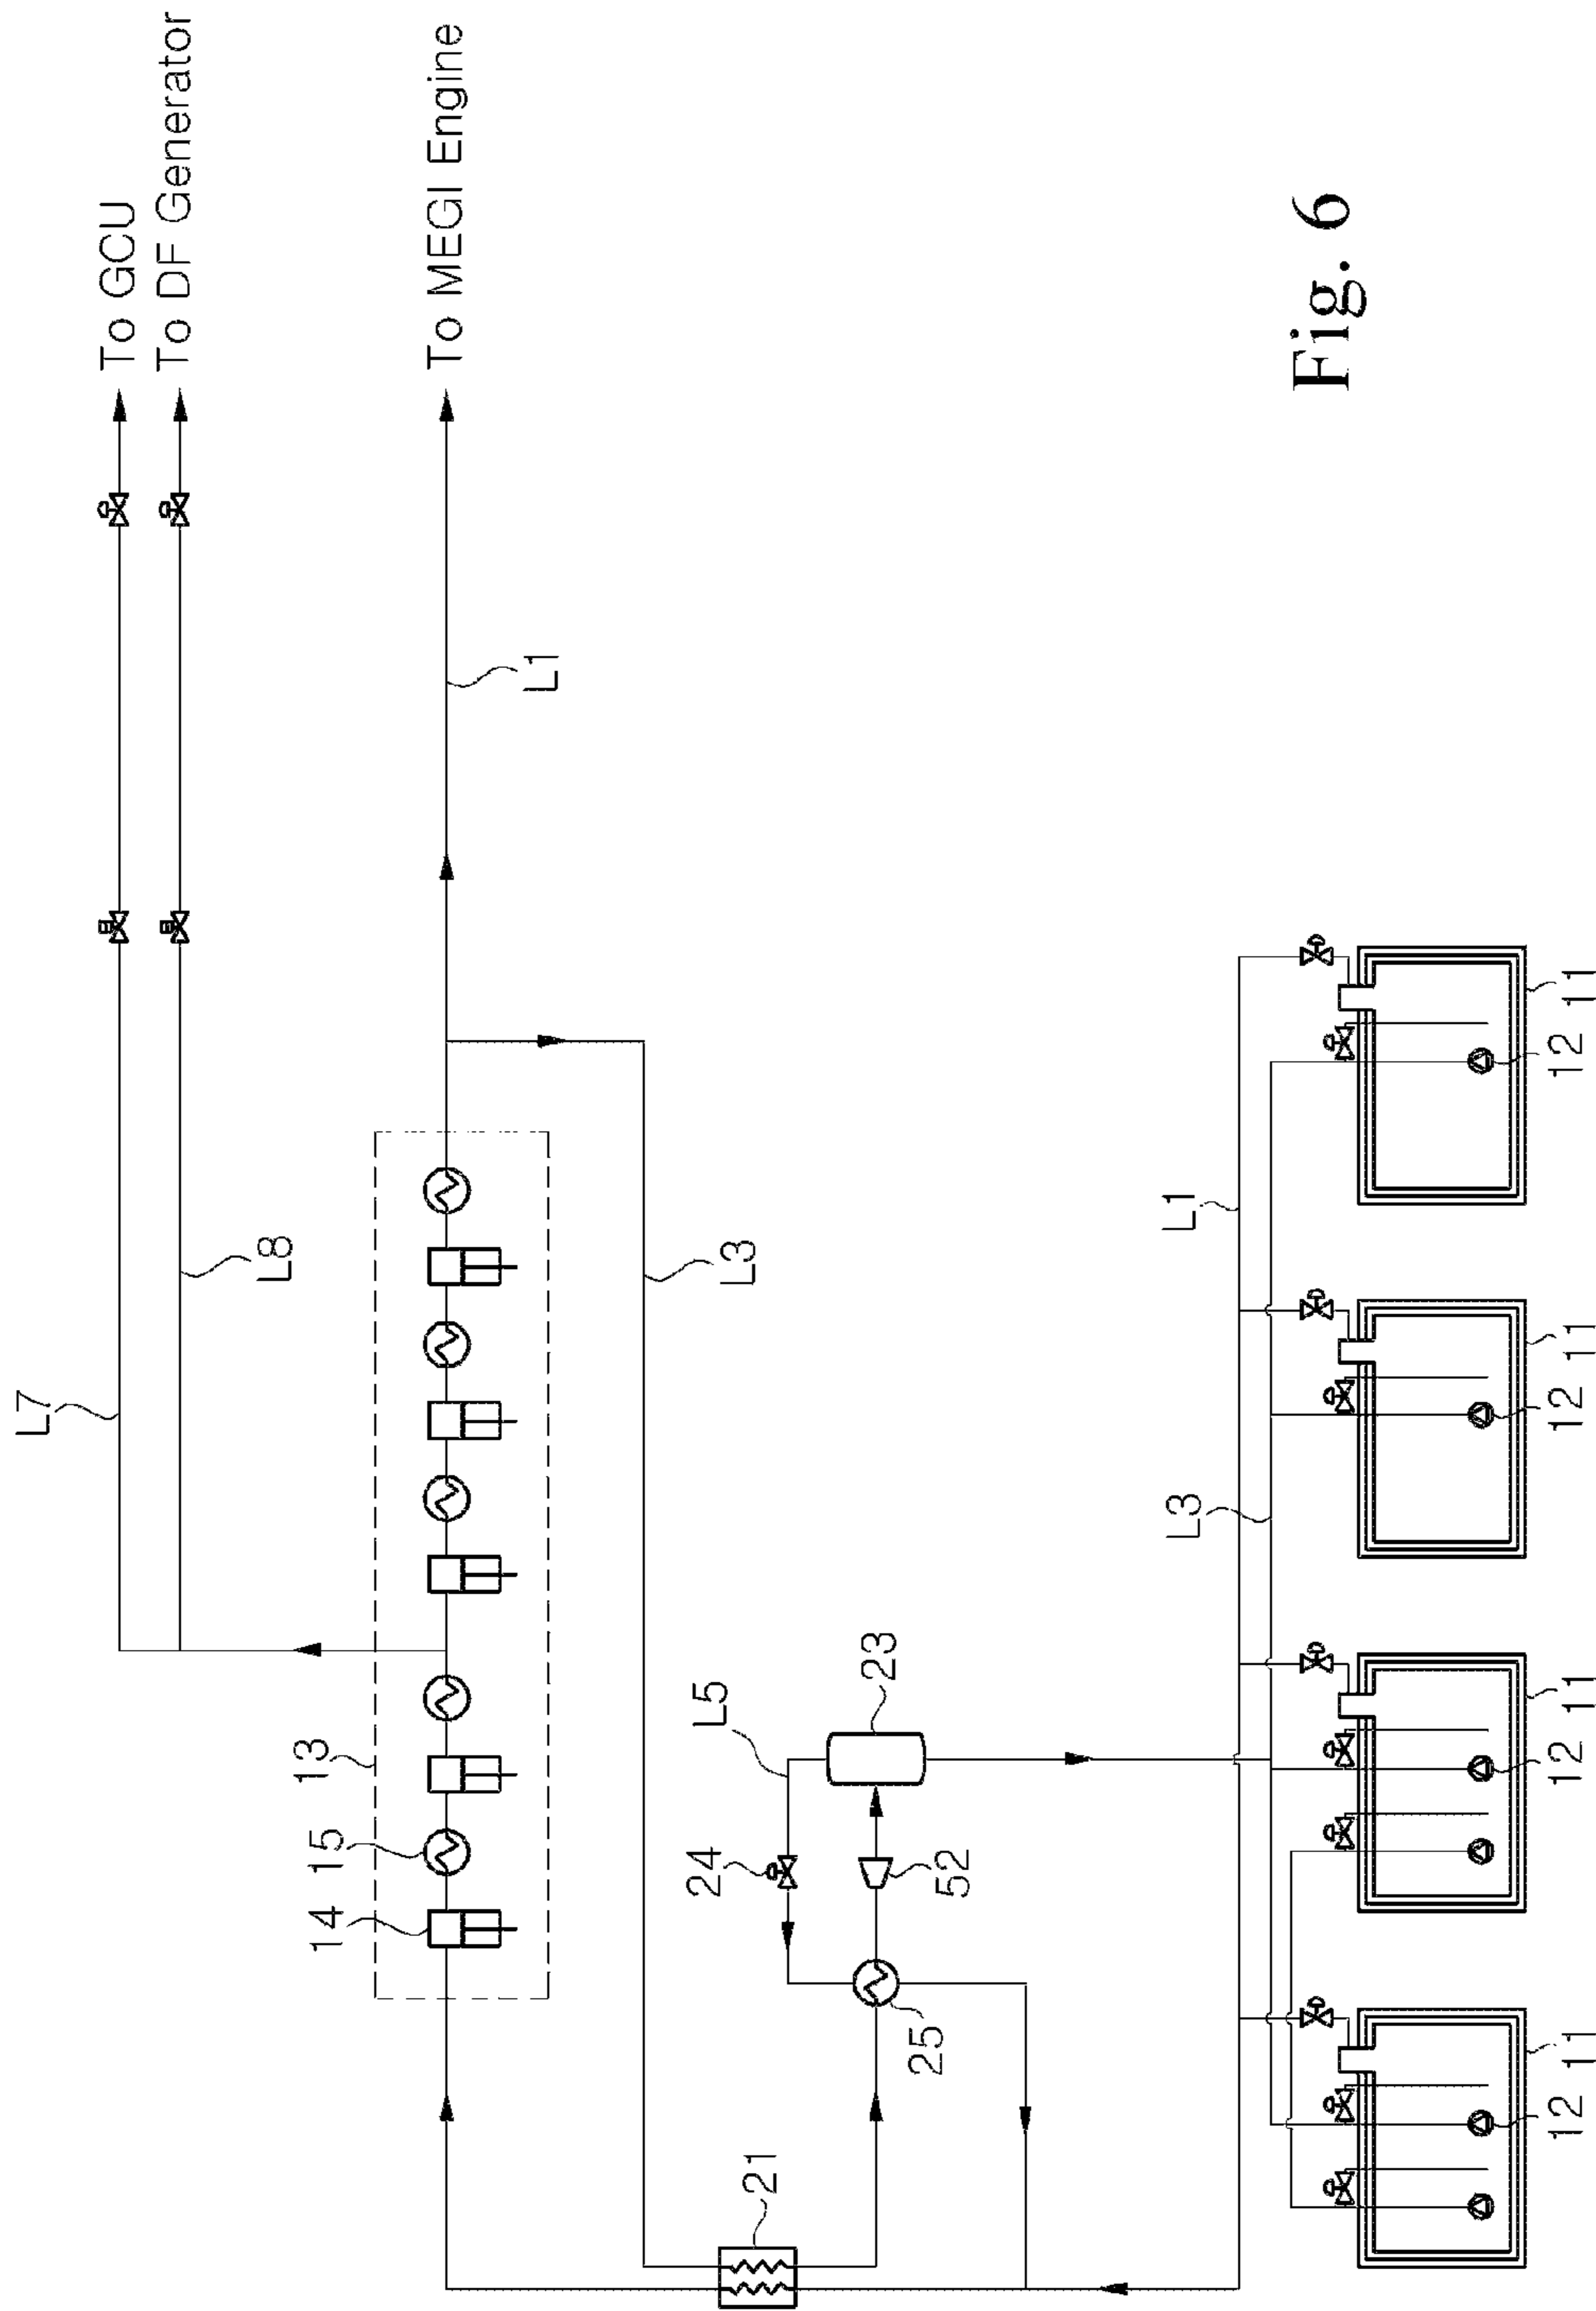 To GCU
To DF Generator
To MEGI Engine
L7
L8
L1
13
15
14
L3
L5
23
24
52
25
21
L1
L3
11
12
11
12
11
12
11
12
Fig. 6